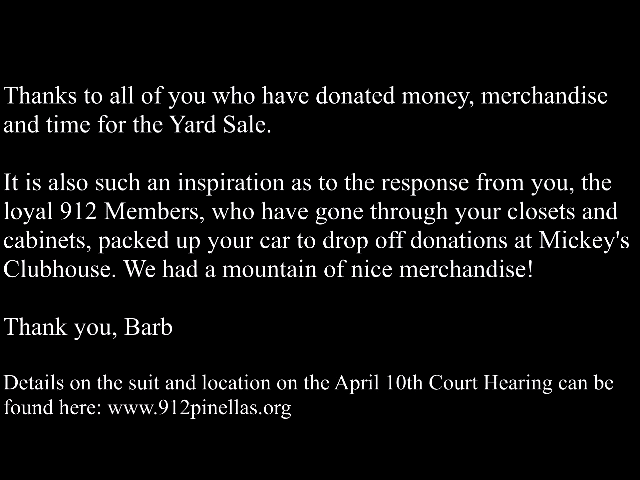 Thanks to all of you who have donated money, merchandise
and time for the Yard Sale.
It is also such an inspiration as to the response from you, the
loyal 912 Members, who have gone through your closets and
cabinets, packed up your car to drop off donations at Mickey's
Clubhouse. We had a mountain of nice merchandise!
Thank you, Barb
Details on the suit and location on the April 10th Court Hearing can be
found here: www.912pinellas.org